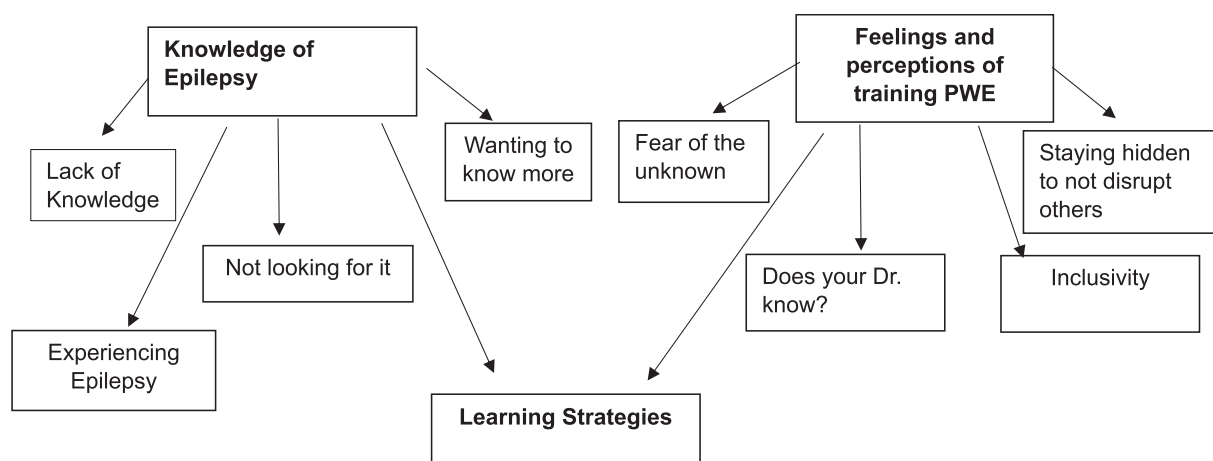 Knowledge of
Epilepsy
Feelings and
perceptions of
training PWE
Lack of
Knowledge
Wanting to
know more
Fear of the
unknown
Staying hidden
to not disrupt
others
Not looking for it
Does your Dr.
know?
Inclusivity
Experiencing
Epilepsy
Learning Strategies